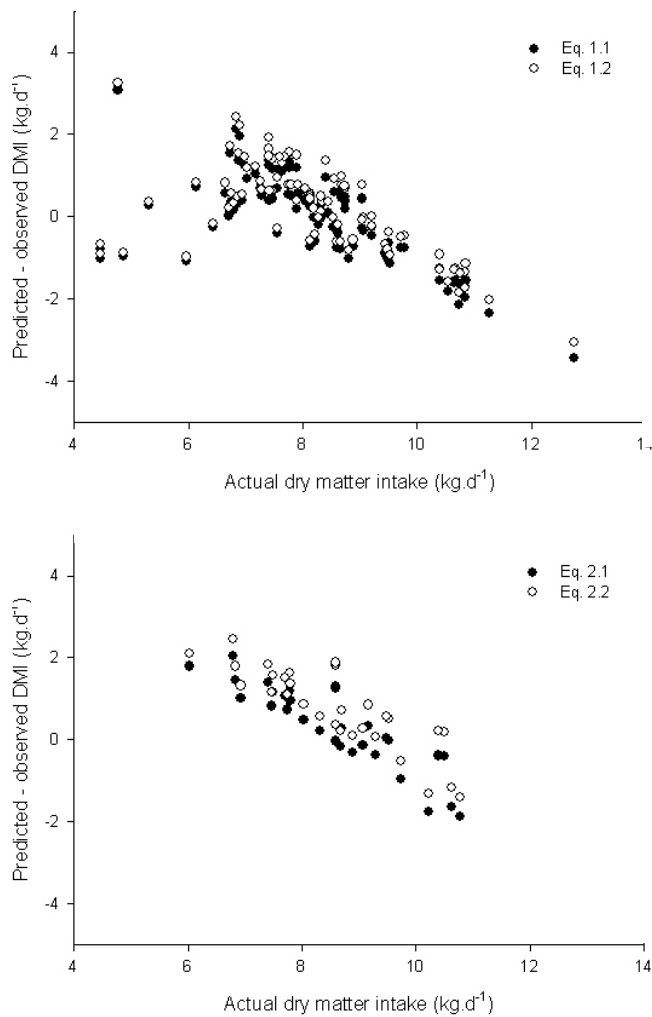 4
2
0
-2
-4
Predicted - observed DMI (kg.d-1)
Eq. 1.1
Eq. 1.2
4 6 8 10 12
Actual dry matter intake (kg.d-1)
4
2
0
-2
-4
Predicted - observed DMI (kg.d-1)
Eq. 2.1
Eq. 2.2
4 6 8 10 12 14
Actual dry matter intake (kg.d-1)